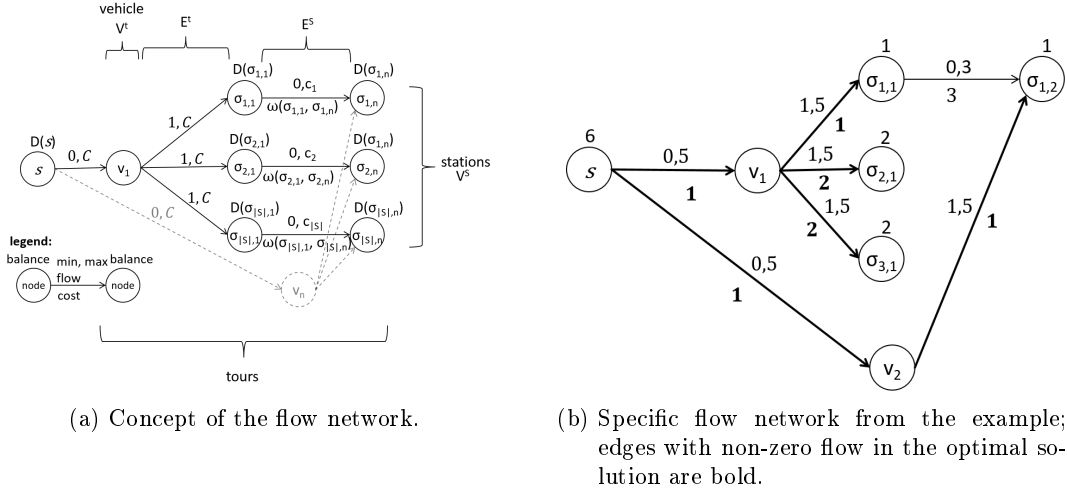 vehicle
V^t
E^t
E^s
D(σ_{1,1})
D(σ_{1,n})
0,c_1
σ_{1,1}
σ_{1,n}
ω(σ_{1,1}, σ_{1,n})
1, C
D(s)
D(σ_{2,1})
D(σ_{1,n})
0, C
1, C
0, c_2
s
v_1
σ_{2,1}
σ_{2,n}
ω(σ_{2,1}, σ_{2,n})
stations
V^s
1, C
D(σ_{|S|,1})
D(σ_{|S|,n})
0, C
0, c_{|S|}
σ_{|S|,1}
σ_{|S|,n}
ω(σ_{|S|,1}, σ_{|S|,n})
v_n
legend:
balance
min, max
balance
node
flow
node
cost
tours
(a) Concept of the flow network.
1
1
0,3
σ_{1,1}
σ_{1,2}
3
1,5
1
6
2
0,5
1,5
s
v_1
σ_{2,1}
1
2
1,5
2
2
σ_{3,1}
1,5
1
0,5
1
v_2
(b) Specific flow network from the example;
edges with non-zero flow in the optimal so-
lution are bold.